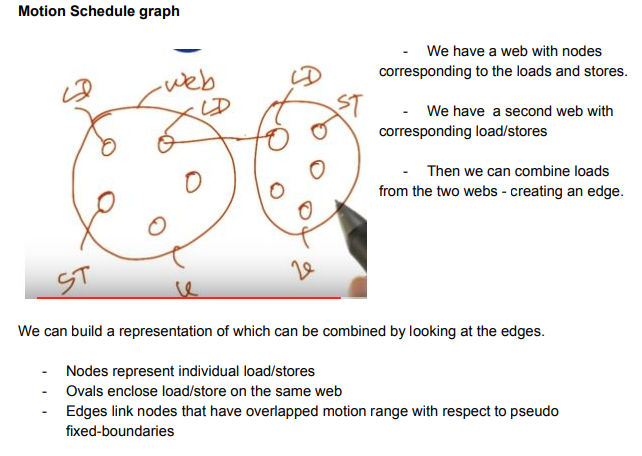 Motion Schedule graph
LD
web
LD
LD
ST
ST
u
v
- We have a web with nodes
corresponding to the loads and stores.
- We have a second web with
corresponding load/stores
- Then we can combine loads
from the two webs - creating an edge.
We can build a representation of which can be combined by looking at the edges.
- Nodes represent individual load/stores
- Ovals enclose load/store on the same web
- Edges link nodes that have overlapped motion range with respect to pseudo
fixed-boundaries